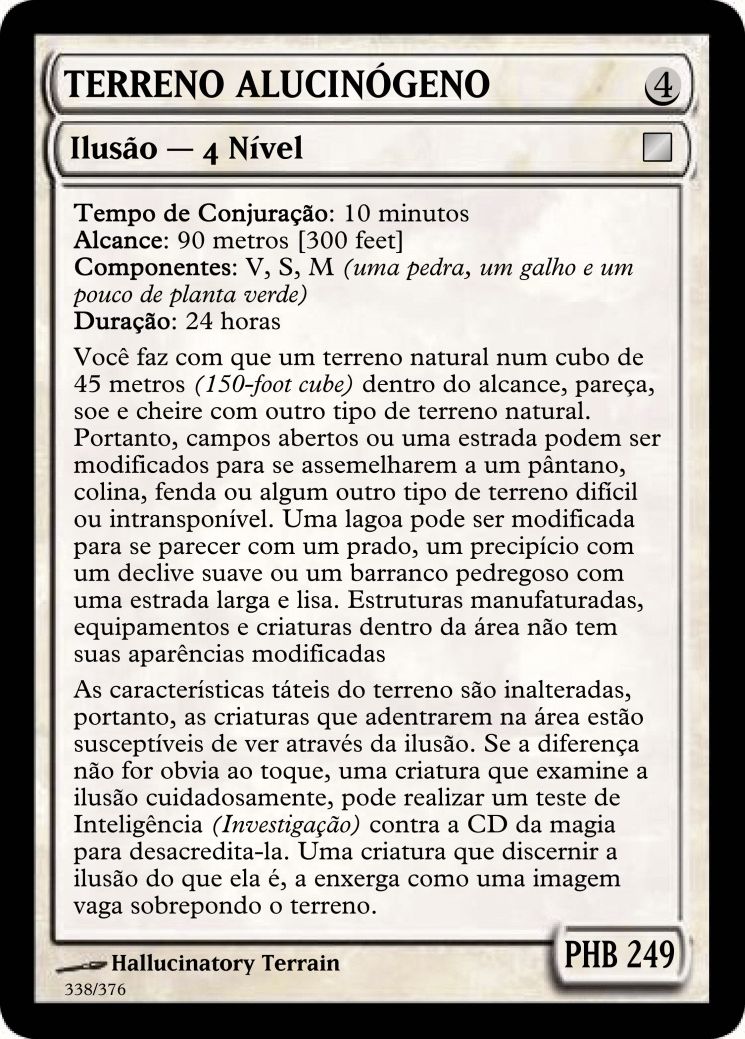 TERRENO ALUCINÓGENO 4
Ilusão — 4 Nível
Tempo de Conjuração: 10 minutos
Alcance: 90 metros [300 feet]
Componentes: V, S, M (uma pedra, um galho e um
pouco de planta verde)
Duração: 24 horas
Você faz com que um terreno natural num cubo de
45 metros (150-foot cube) dentro do alcance, pareça,
soe e cheire com outro tipo de terreno natural.
Portanto, campos abertos ou uma estrada podem ser
modificados para se assemelharem a um pântano,
colina, fenda ou algum outro tipo de terreno difícil
ou intransponível. Uma lagoa pode ser modificada
para se parecer com um prado, um precipício com
um declive suave ou um barranco pedregoso com
uma estrada larga e lisa. Estruturas manufaturadas,
equipamentos e criaturas dentro da área não tem
suas aparências modificadas
As características táteis do terreno são inalteradas,
portanto, as criaturas que adentrarem na área estão
susceptíveis de ver através da ilusão. Se a diferença
não for obvia ao toque, uma criatura que examine a
ilusão cuidadosamente, pode realizar um teste de
Inteligência (Investigação) contra a CD da magia
para desacredita-la. Uma criatura que discernir a
ilusão do que ela é, a enxerga como uma imagem
vaga sobrepondo o terreno.
Hallucinatory Terrain
PHB 249
338/376